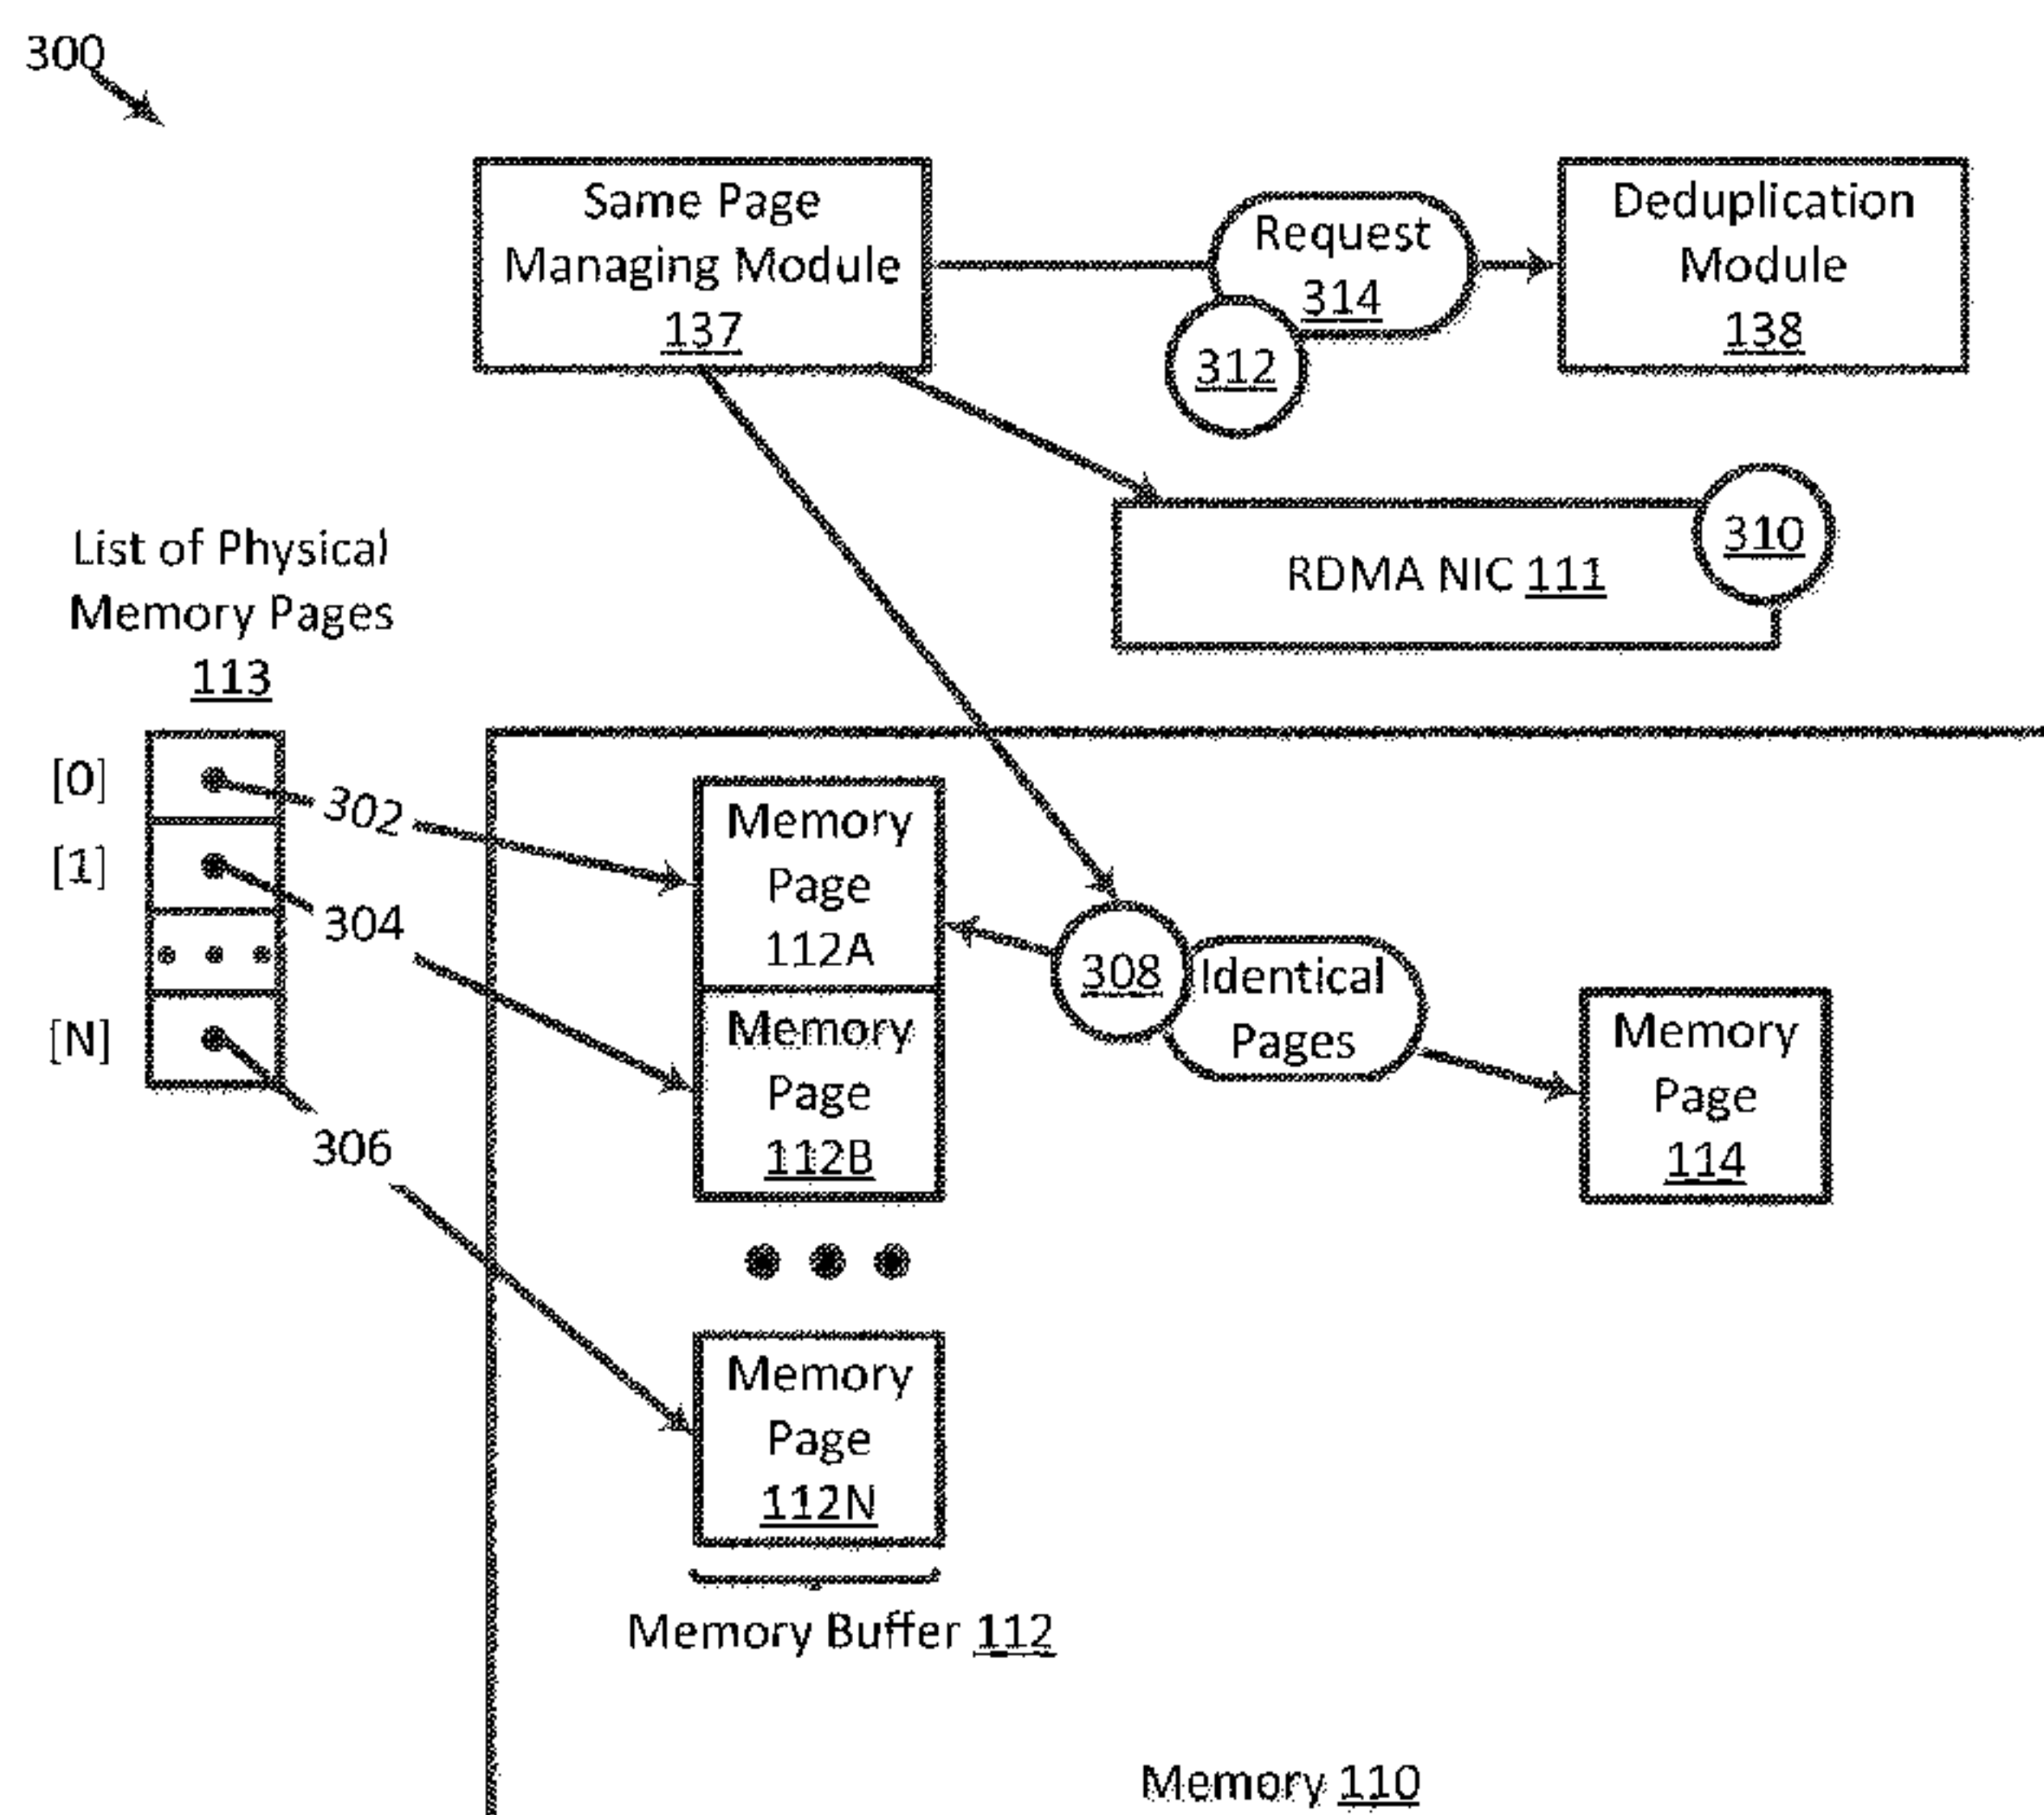 300
Same Page
Managing Module
137
Request
314
312
Deduplication
Module
138
RDMA NIC 111
310
List of Physical
Memory Pages
113
[0]
[1]
[N]
302
304
306
Memory
Page
112A
Memory
Page
112B
308
Identical
Pages
Memory
Page
114
Memory
Page
112N
Memory Buffer 112
Memory 110